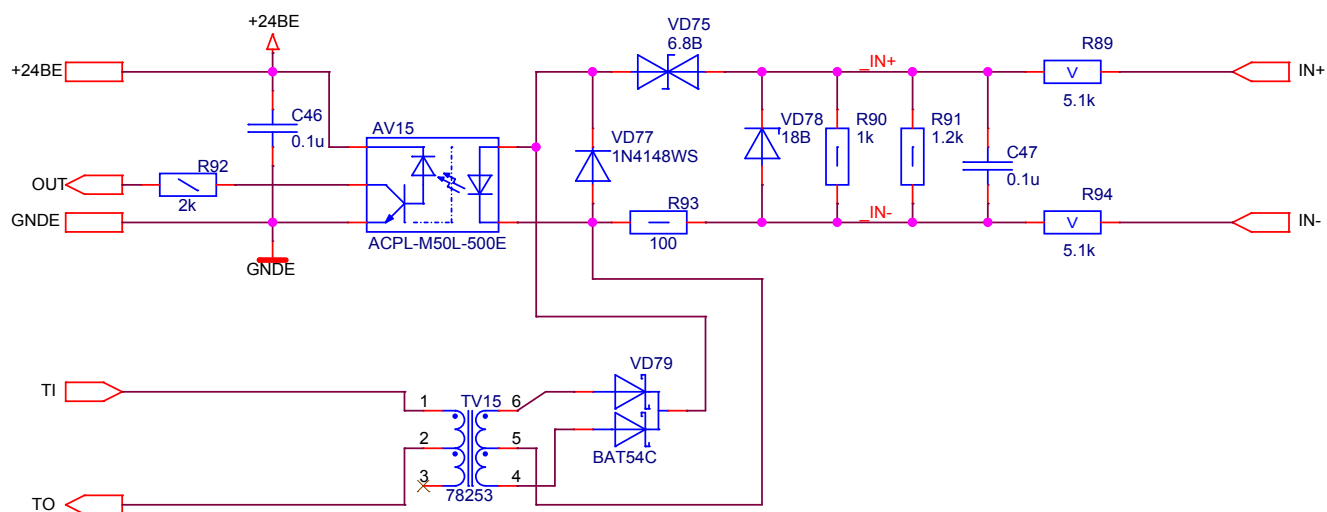 +24BE
VD75
6.8B
R89
+24BE
_IN+
V
IN+
5.1k
C46
0.1u
AV15
VD77
1N4148WS
VD78
18B
R90
1k
R91
1.2k
C47
0.1u
R92
OUT
2k
R93
R94
GNDE
_IN-
V
IN-
100
5.1k
ACPL-M50L-500E
GNDE
VD79
TI
1
TV15
6
2
5
BAT54C
3
4
78253
TO